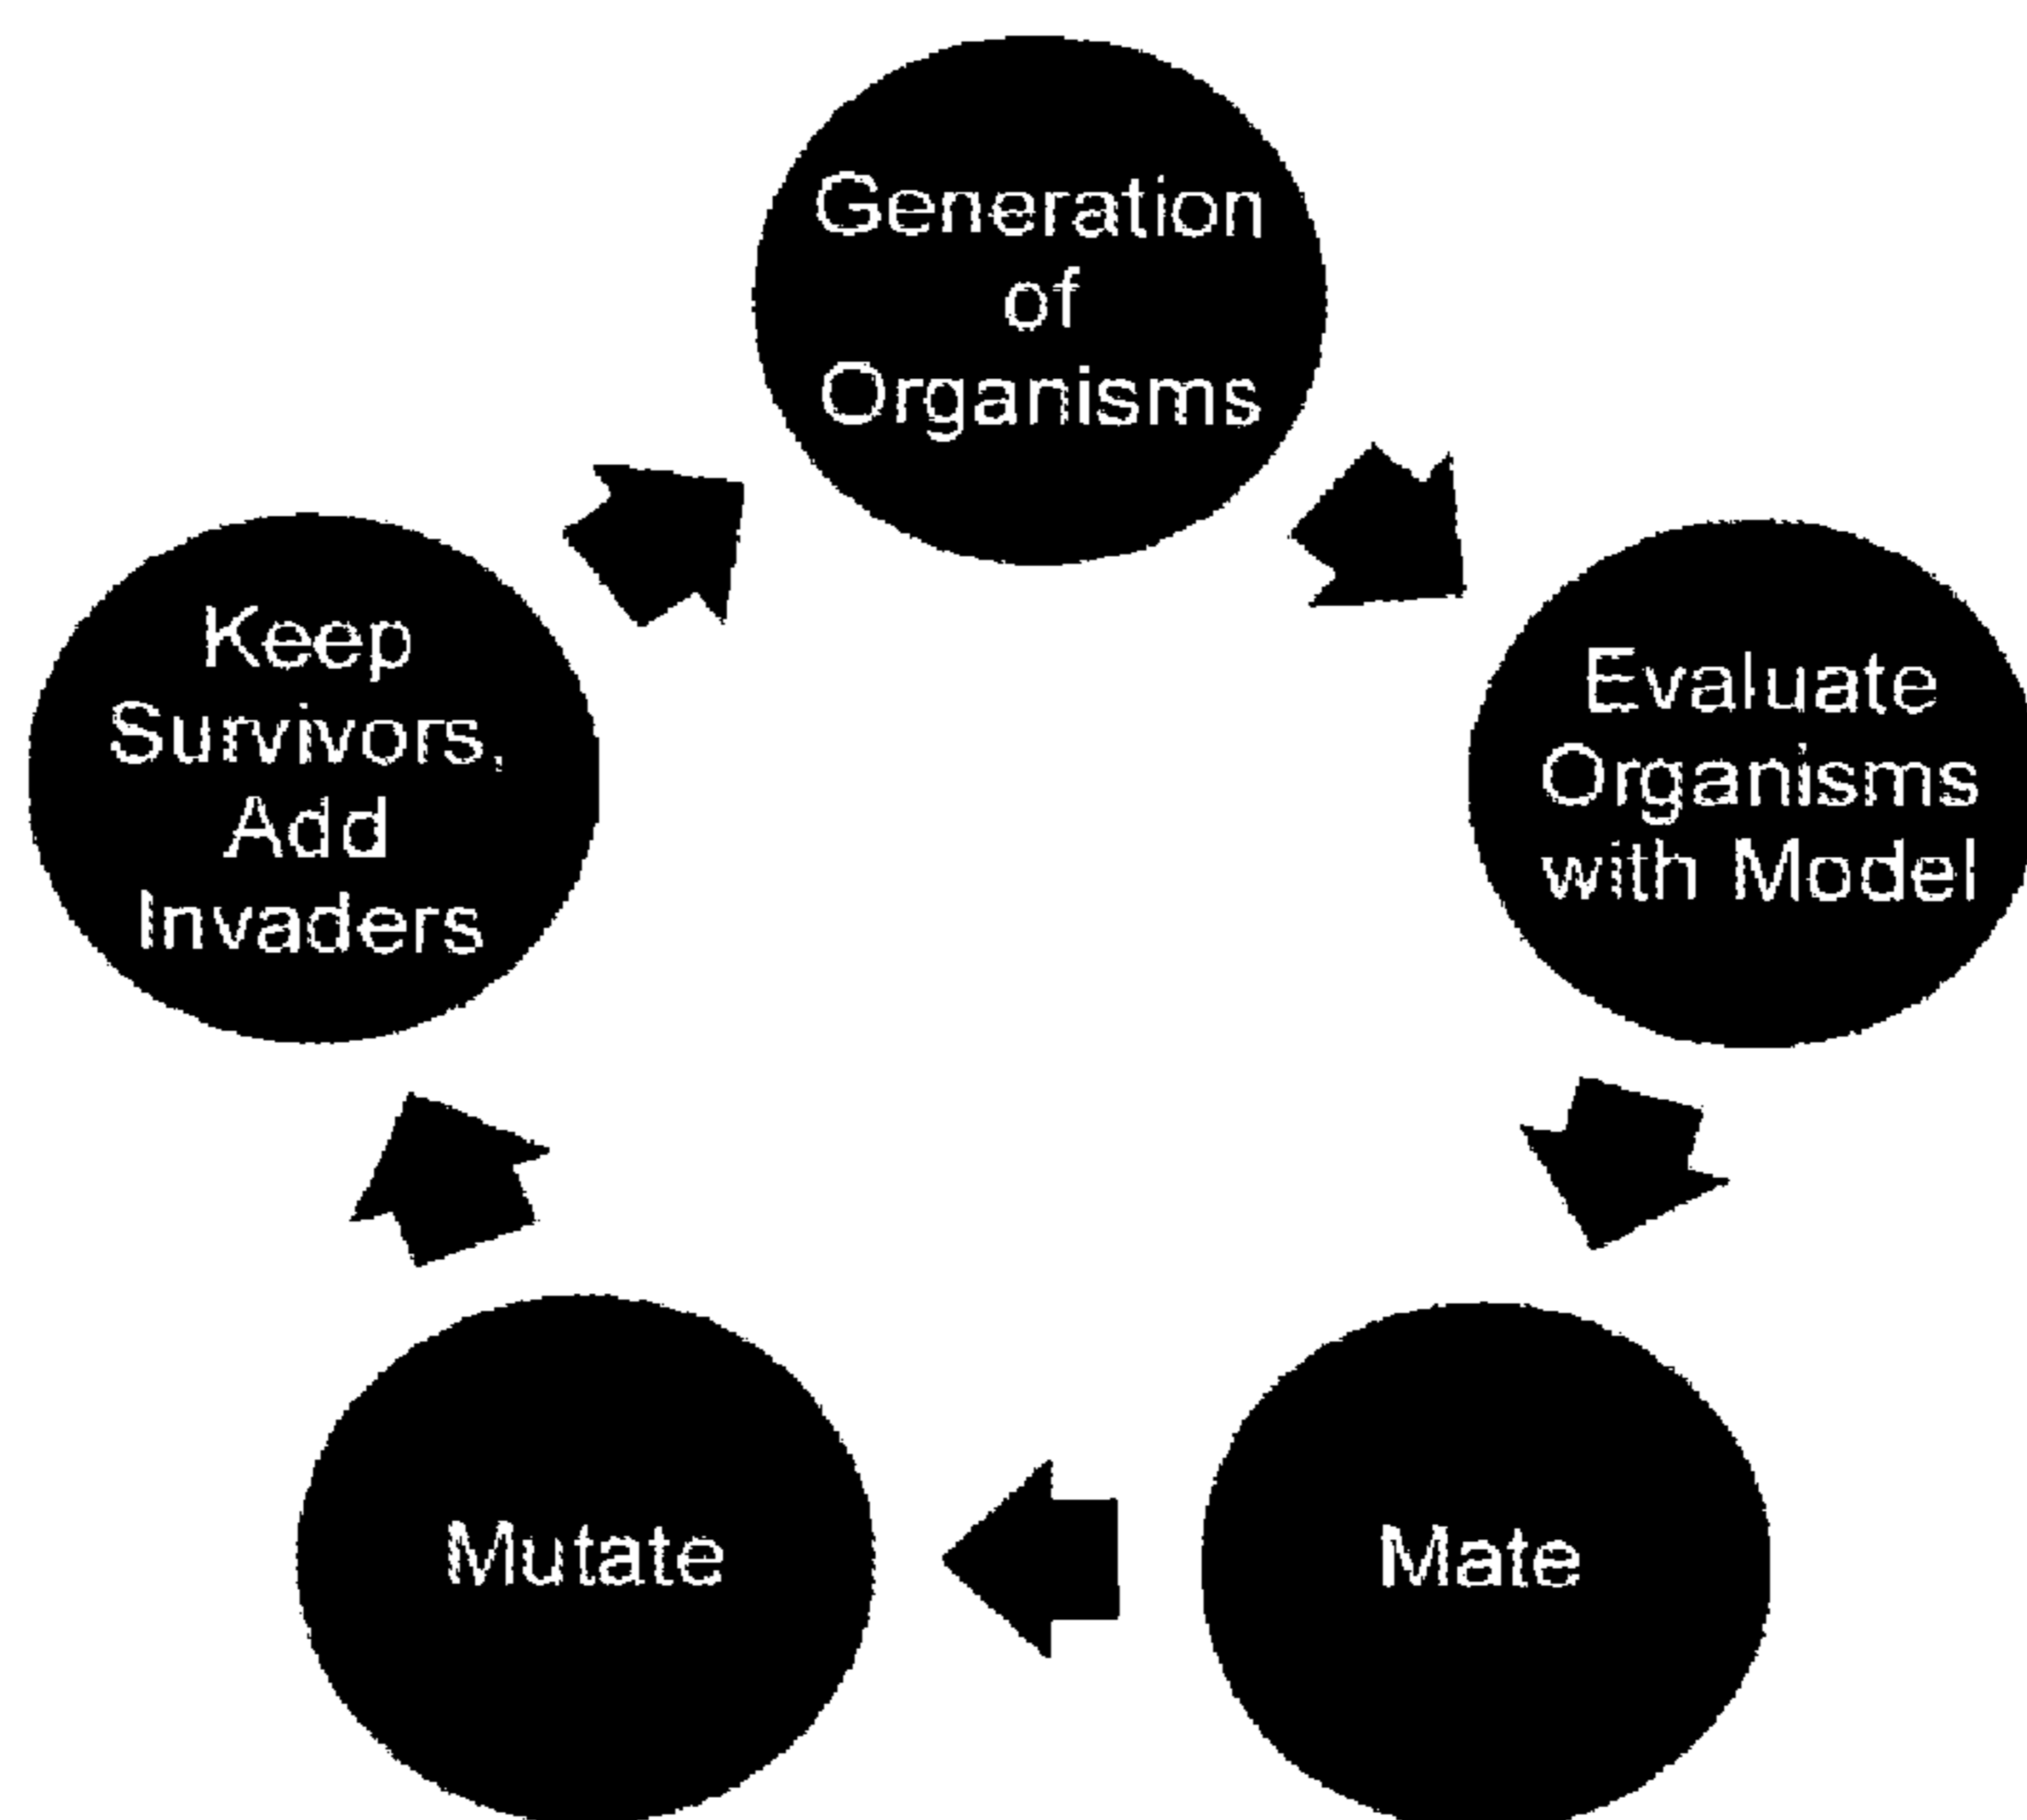 Generation
of
Organisms
Evaluate
Organisms
with Model
Mate
Mutate
Keep
Survivors,
Add
Invaders